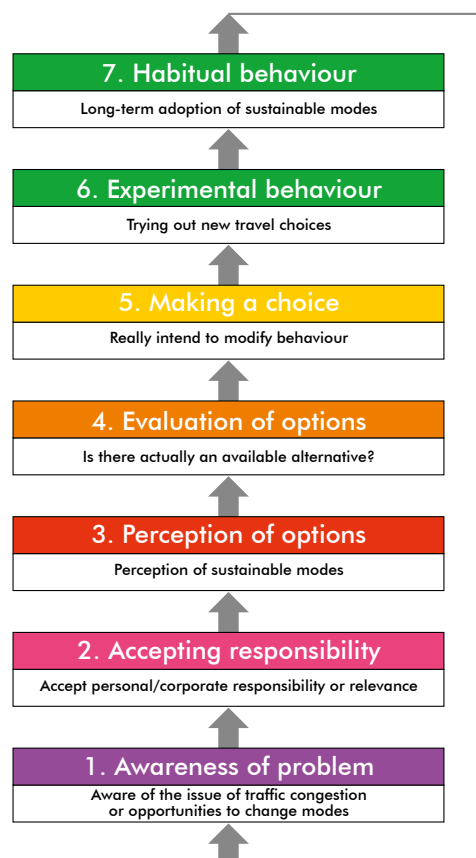 7. Habitual behaviour
Long-term adoption of sustainable modes
6. Experimental behaviour
Trying out new travel choices
5. Making a choice
Really intend to modify behaviour
4. Evaluation of options
Is there actually an available alternative?
3. Perception of options
Perception of sustainable modes
2. Accepting responsibility
Accept personal/corporate responsibility or relevance
1. Awareness of problem
Aware of the issue of traffic congestion
or opportunities to change modes